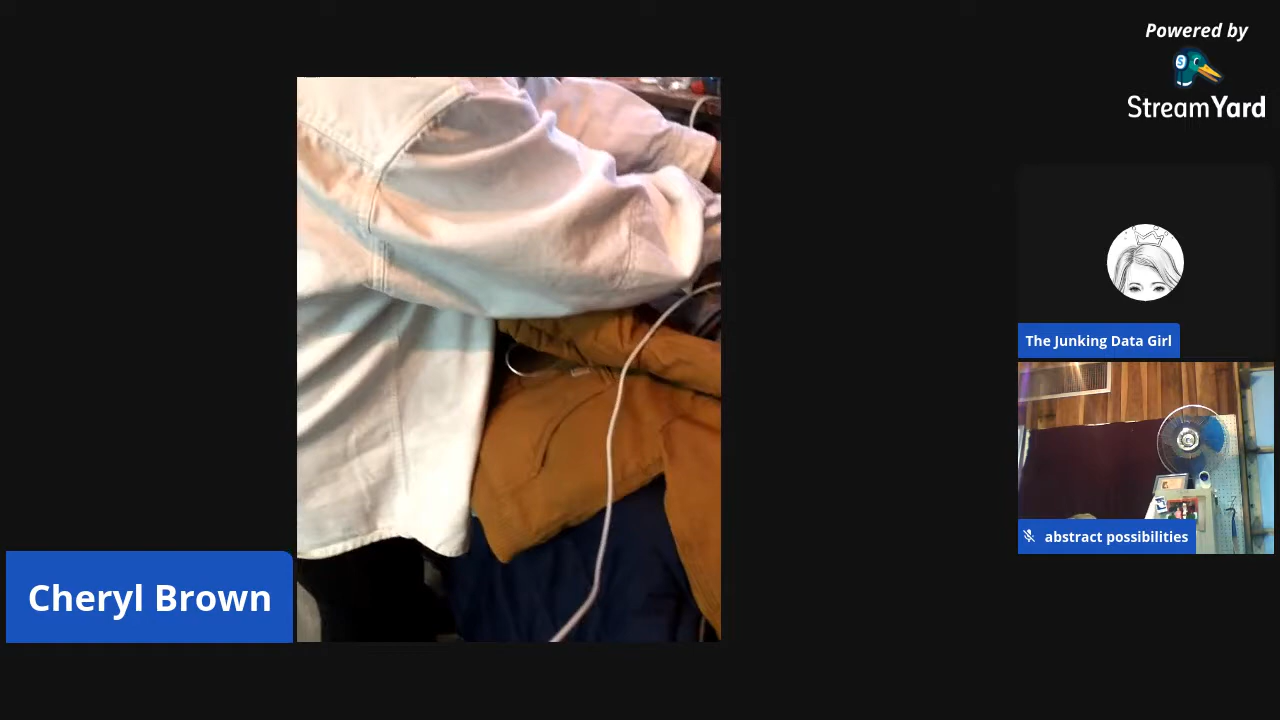 Powered by
StreamYard
The Junking Data Girl
abstract possibilities
Cheryl Brown